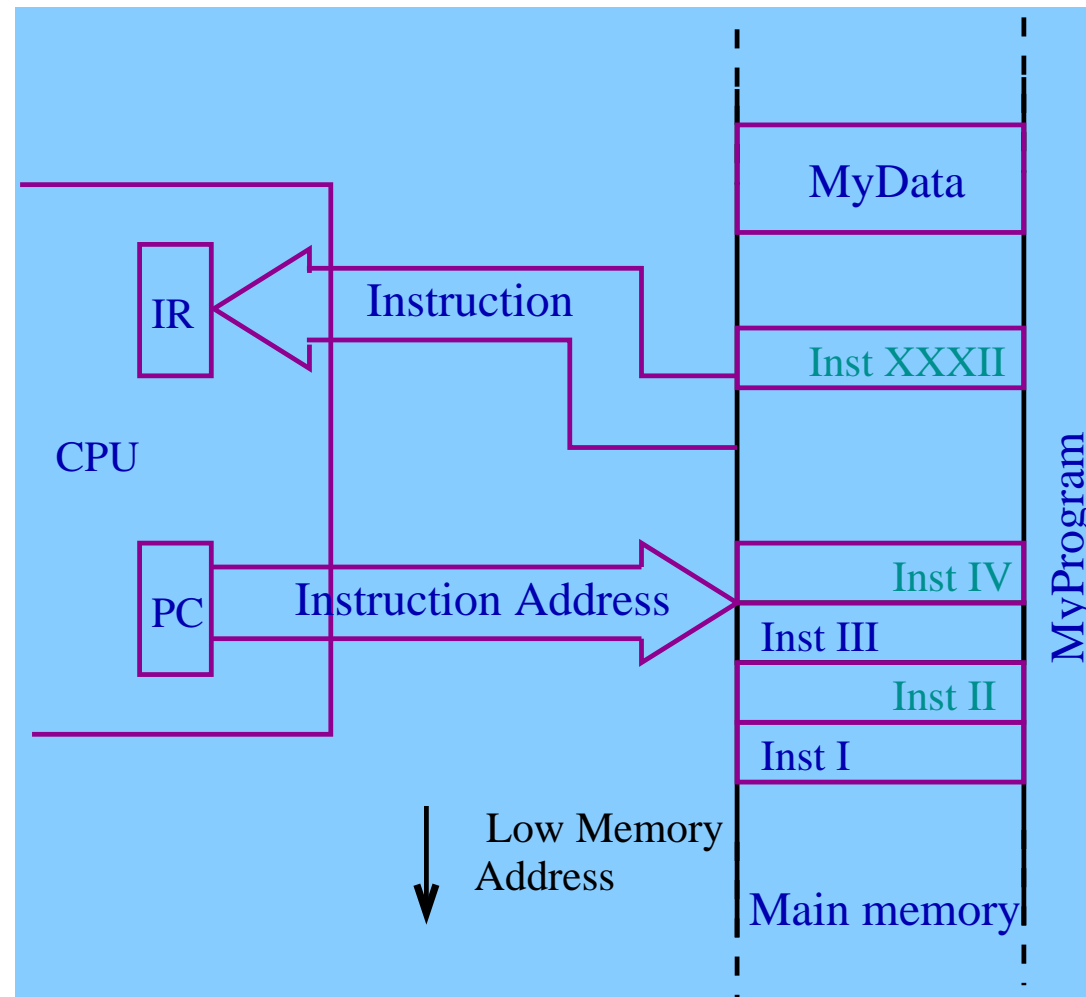 MyData
Instruction
IR
Inst XXXII
CPU
MyProgram
Inst IV
Instruction Address
PC
Inst III
Inst II
Inst I
Low Memory
Address
Main memory